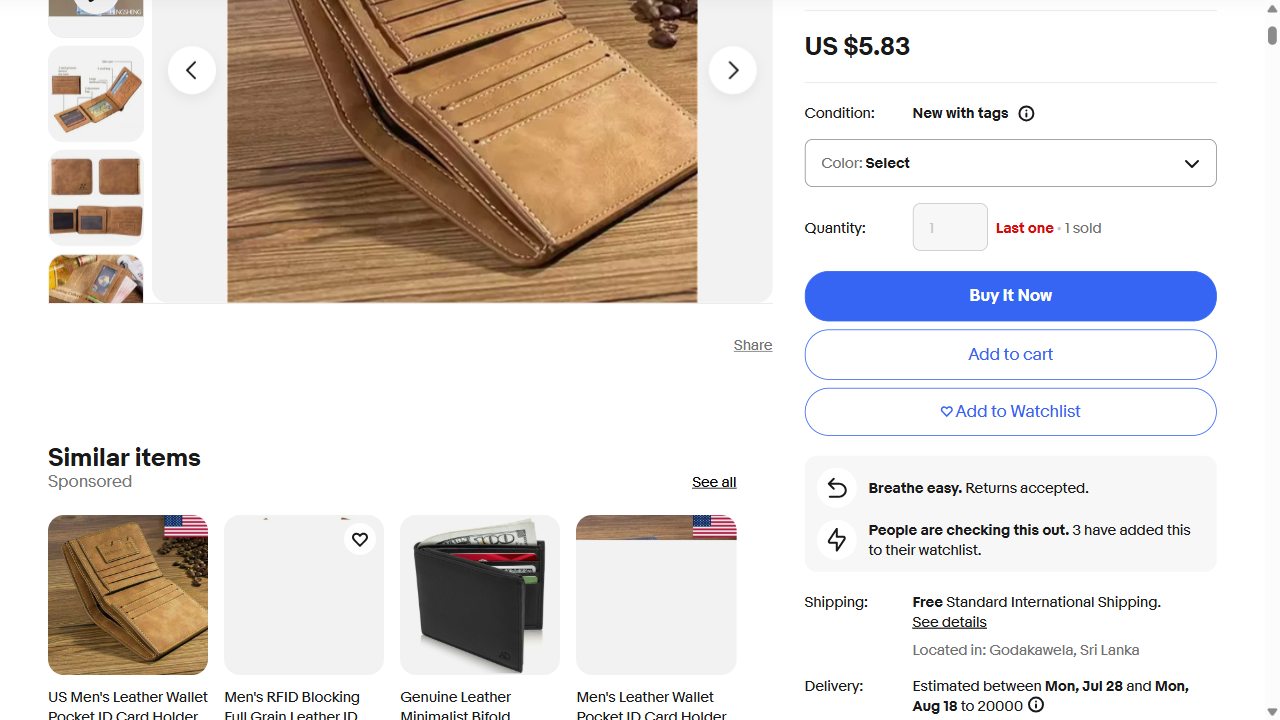 US $5.83
Condition: New with tags
Color: Select
Quantity: 1 Last one · 1 sold
Buy It Now
Add to cart
Add to Watchlist
Share
Breathe easy. Returns accepted.
People are checking this out. 3 have added this
to their watchlist.
Similar items
Sponsored
See all
Shipping: Free Standard International Shipping.
See details
Located in: Godakawela, Sri Lanka
Delivery: Estimated between Mon, Jul 28 and Mon,
Aug 18 to 20000
US Men's Leather Wallet
Pocket ID Card Holder
Men's RFID Blocking
Full Grain Leather ID
Genuine Leather
Minimalist Bifold
Men's Leather Wallet
Pocket ID Card Holder